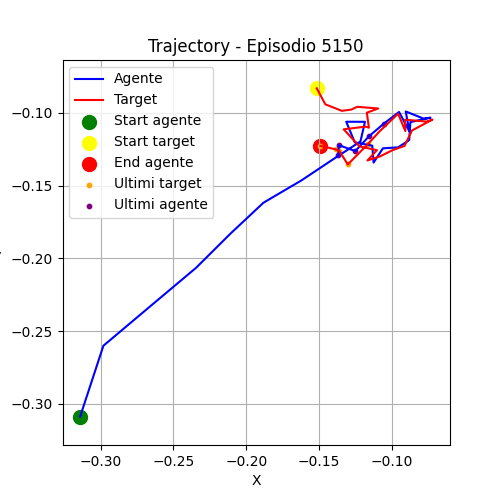 Trajectory - Episodio 5150
Agente
Target
Start agente
Start target
End agente
Ultimi target
Ultimi agente
−0.10
−0.15
−0.20
−0.25
−0.30
−0.30
−0.25
−0.20
−0.15
−0.10
X